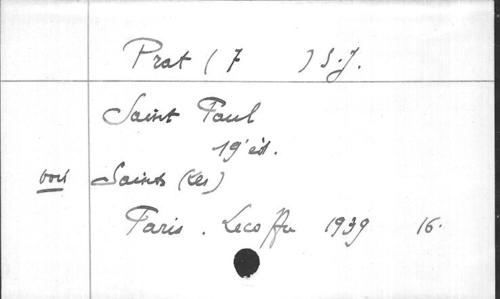 Prat (F ) S.J.
Saint Paul
19e éd.
voir Saints (Les)
Paris. Lecoffre 1939 16.